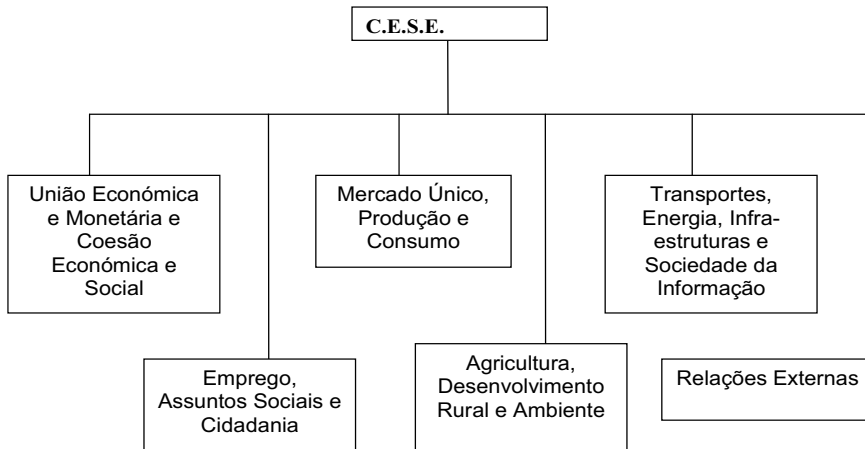 C.E.S.E.
União Económica
e Monetária e
Coesão
Económica e
Social
Mercado Único,
Produção e
Consumo
Transportes,
Energia, Infra-
estruturas e
Sociedade da
Informação
Emprego,
Assuntos Sociais e
Cidadania
Agricultura,
Desenvolvimento
Rural e Ambiente
Relações Externas